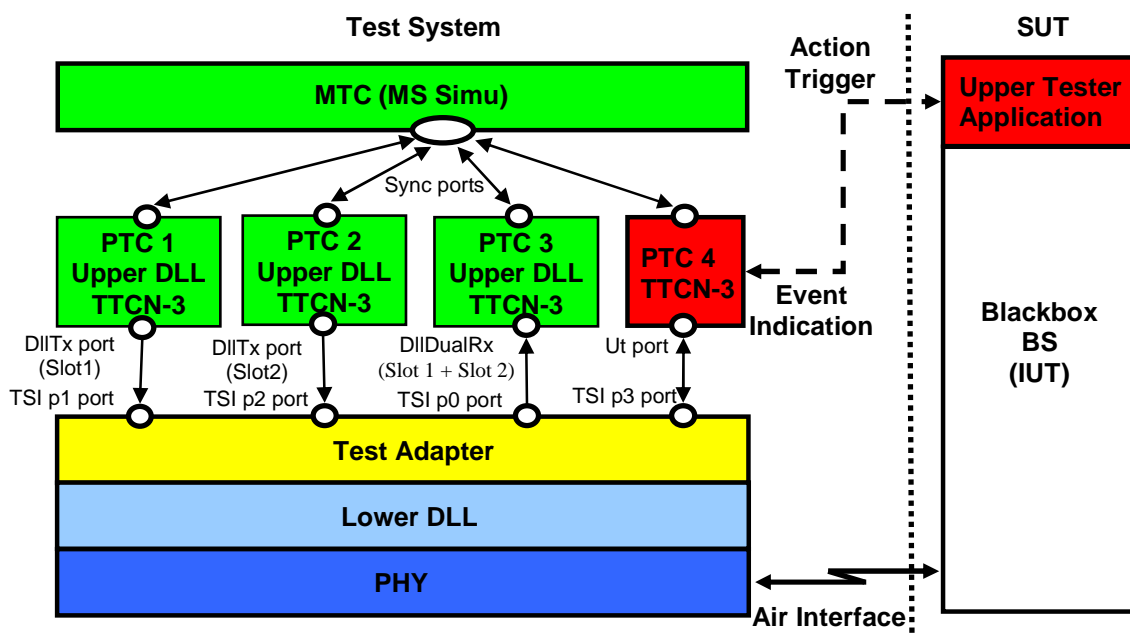 Test System
Action
Trigger
SUT
MTC (MS Simu)
Upper Tester
Application
Sync ports
PTC 1
Upper DLL
TTCN-3
PTC 2
Upper DLL
TTCN-3
PTC 3
Upper DLL
TTCN-3
PTC 4
TTCN-3
Event
Indication
Blackbox
BS
(IUT)
DllTx port
(Slot1)
TSI p1 port
DllTx port
(Slot2)
TSI p2 port
DllDualRx
(Slot 1 + Slot 2)
TSI p0 port
Ut port
TSI p3 port
Test Adapter
Lower DLL
PHY
Air Interface